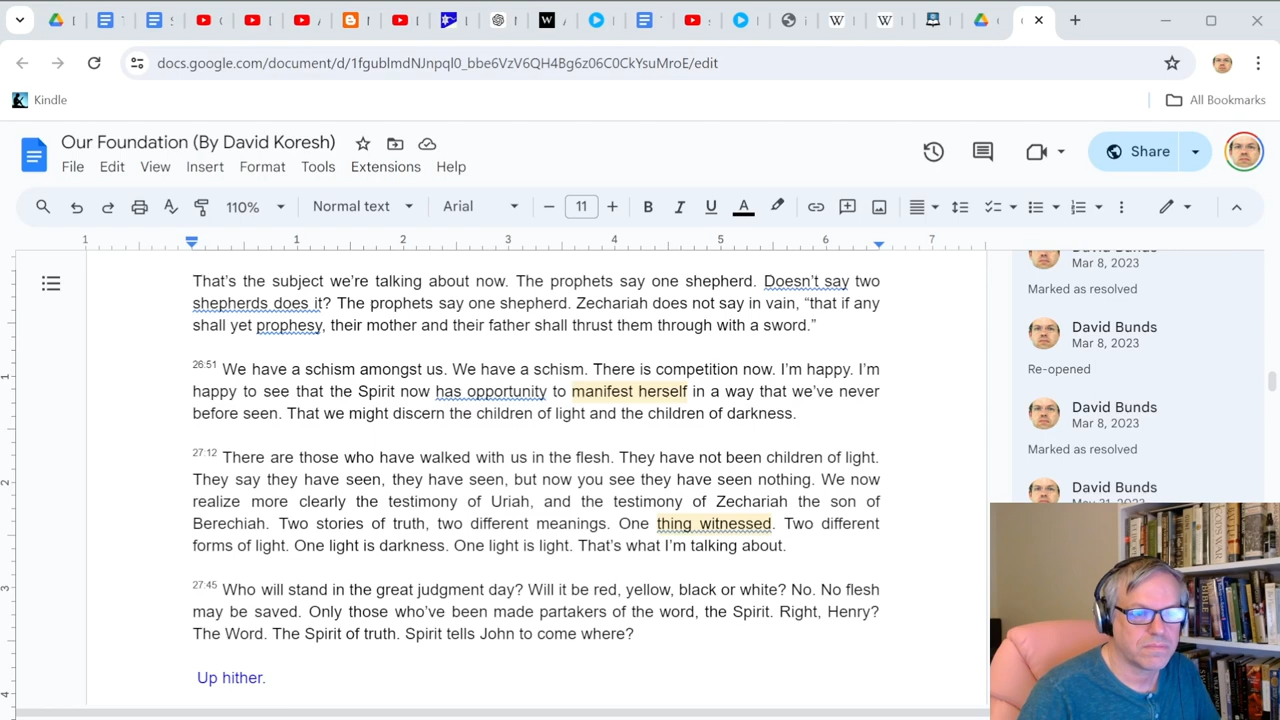 docs.google.com/document/d/1fgublmdNJnpql0_bbe6VzV6QH4Bg6z06C0CkYsuMroE/edit
Kindle
All Bookmarks
Our Foundation (By David Koresh)
File Edit View Insert Format Tools Extensions Help
Share
110% Normal text Arial 11
1 1 2 3 4 5 6 7
That's the subject we're talking about now. The prophets say one shepherd. Doesn't say two
shepherds does it? The prophets say one shepherd. Zechariah does not say in vain, "that if any
shall yet prophesy, their mother and their father shall thrust them through with a sword."
26:51 We have a schism amongst us. We have a schism. There is competition now. I'm happy. I'm
happy to see that the Spirit now has opportunity to manifest herself in a way that we've never
before seen. That we might discern the children of light and the children of darkness.
27:12 There are those who have walked with us in the flesh. They have not been children of light.
They say they have seen, they have seen, but now you see they have seen nothing. We now
realize more clearly the testimony of Uriah, and the testimony of Zechariah the son of
Berechiah. Two stories of truth, two different meanings. One thing witnessed. Two different
forms of light. One light is darkness. One light is light. That's what I'm talking about.
27:45 Who will stand in the great judgment day? Will it be red, yellow, black or white? No. No flesh
may be saved. Only those who've been made partakers of the word, the Spirit. Right, Henry?
The Word. The Spirit of truth. Spirit tells John to come where?
Up hither.
1
2
3
4
David Bunds
Mar 8, 2023
Marked as resolved
David Bunds
Mar 8, 2023
Re-opened
David Bunds
Mar 8, 2023
Marked as resolved
David Bunds